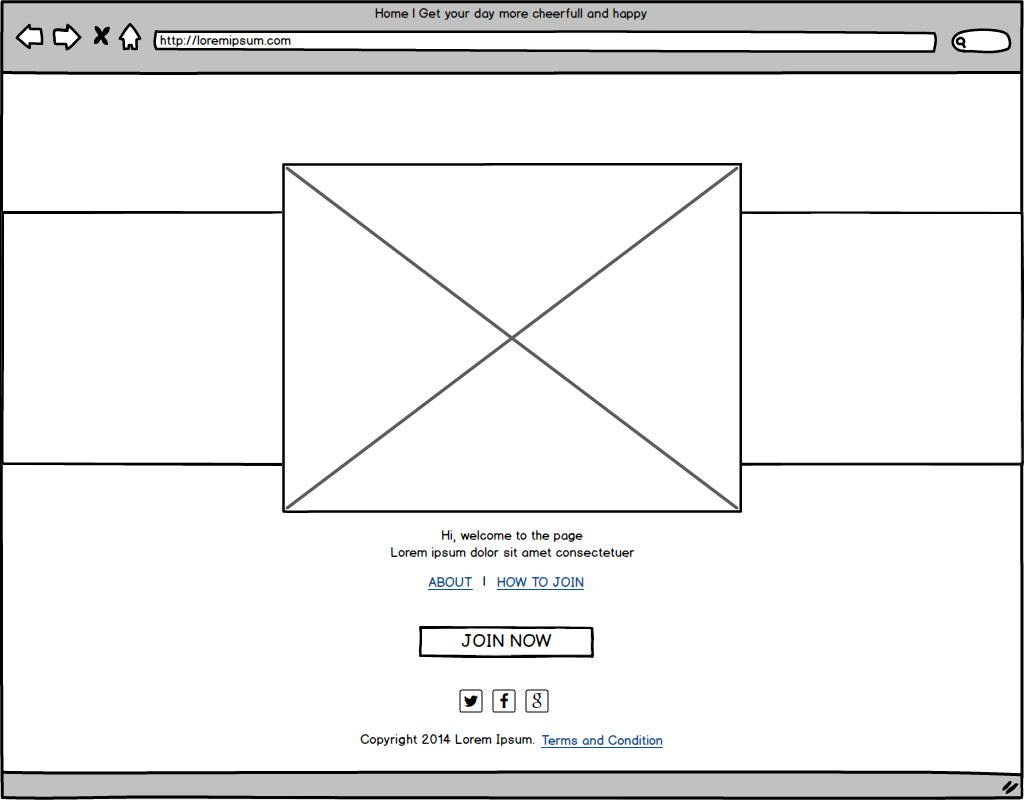 Home | Get your day more cheerfull and happy
http://loremipsum.com
Hi, welcome to the page
Lorem ipsum dolor sit amet consectetuer
ABOUT | HOW TO JOIN
JOIN NOW
Copyright 2014 Lorem Ipsum. Terms and Condition